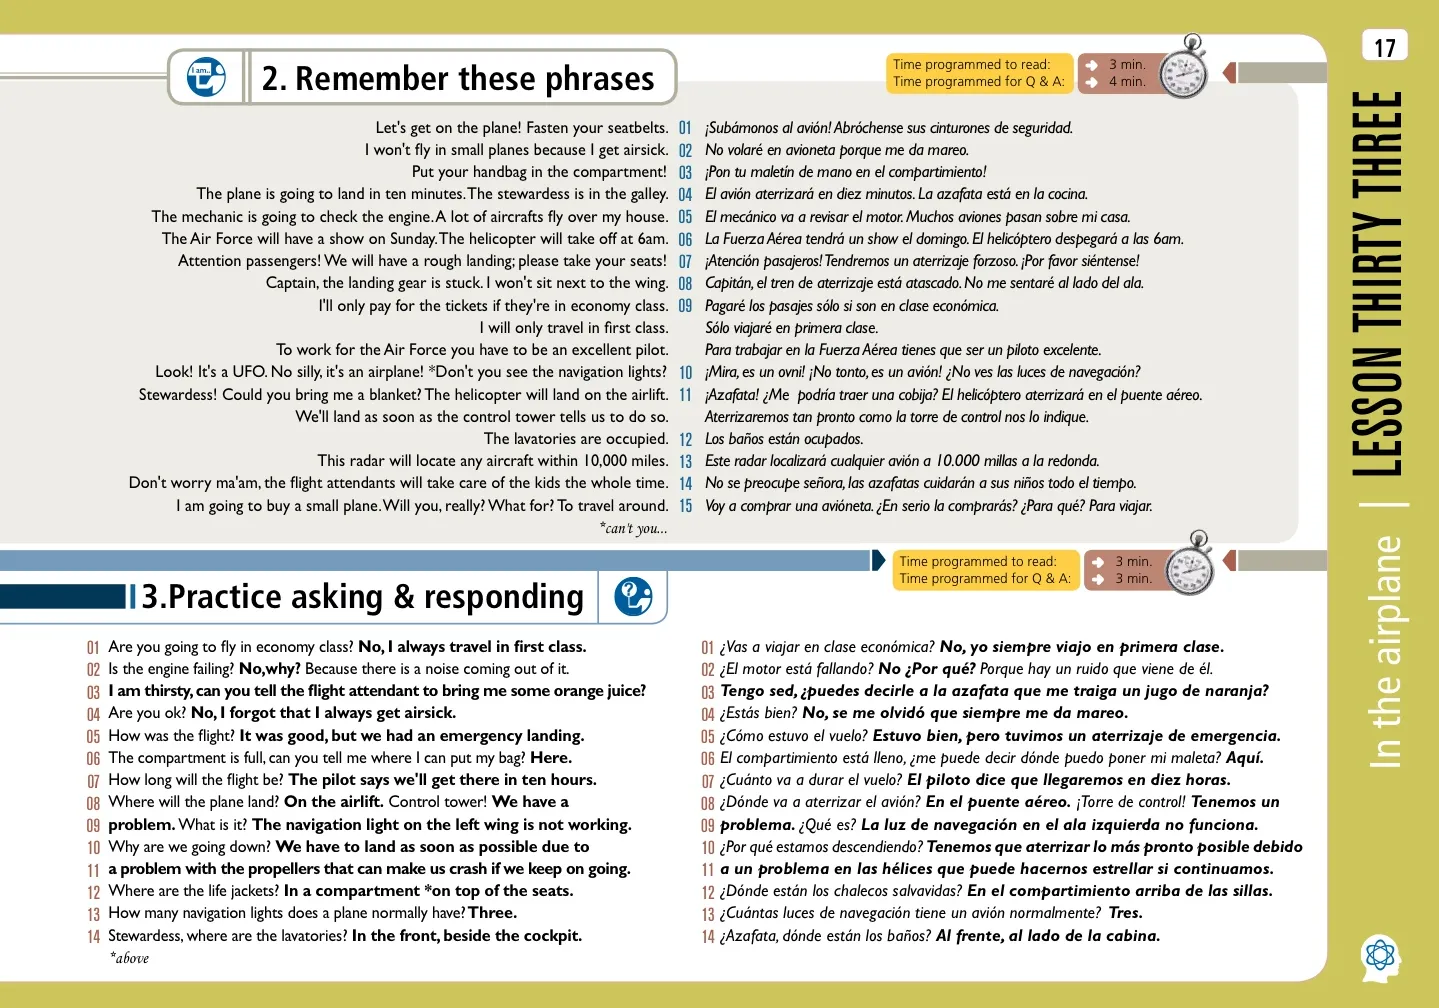 17
I am...
2. Remember these phrases
Time programmed to read: 3 min.
Time programmed for Q & A: 4 min.
Let's get on the plane! Fasten your seatbelts. 01 ¡Subámonos al avión! Abróchense sus cinturones de seguridad.
I won't fly in small planes because I get airsick. 02 No volaré en avioneta porque me da mareo.
Put your handbag in the compartment! 03 ¡Pon tu maletín de mano en el compartimiento!
The plane is going to land in ten minutes. The stewardess is in the galley. 04 El avión aterrizará en diez minutos. La azafata está en la cocina.
The mechanic is going to check the engine. A lot of aircrafts fly over my house. 05 El mecánico va a revisar el motor. Muchos aviones pasan sobre mi casa.
The Air Force will have a show on Sunday. The helicopter will take off at 6am. 06 La Fuerza Aérea tendrá un show el domingo. El helicóptero despegará a las 6am.
Attention passengers! We will have a rough landing; please take your seats! 07 ¡Atención pasajeros! Tendremos un aterrizaje forzoso. ¡Por favor siéntense!
Captain, the landing gear is stuck. I won't sit next to the wing. 08 Capitán, el tren de aterrizaje está atascado. No me sentaré al lado del ala.
I'll only pay for the tickets if they're in economy class. 09 Pagaré los pasajes sólo si son en clase económica.
I will only travel in first class. Sólo viajaré en primera clase.
To work for the Air Force you have to be an excellent pilot. Para trabajar en la Fuerza Aérea tienes que ser un piloto excelente.
Look! It's a UFO. No silly, it's an airplane! *Don't you see the navigation lights? 10 ¡Mira, es un ovni! ¡No tonto, es un avión! ¿No ves las luces de navegación?
Stewardess! Could you bring me a blanket? The helicopter will land on the airlift. 11 ¡Azafata! ¿Me podría traer una cobija? El helicóptero aterrizará en el puente aéreo.
We'll land as soon as the control tower tells us to do so. Aterrizaremos tan pronto como la torre de control nos lo indique.
The lavatories are occupied. 12 Los baños están ocupados.
This radar will locate any aircraft within 10,000 miles. 13 Este radar localizará cualquier avión a 10.000 millas a la redonda.
Don't worry ma'am, the flight attendants will take care of the kids the whole time. 14 No se preocupe señora, las azafatas cuidarán a sus niños todo el tiempo.
I am going to buy a small plane. Will you, really? What for? To travel around. 15 Voy a comprar una avióneta. ¿En serio la comprarás? ¿Para qué? Para viajar.
*can't you...
Time programmed to read: 3 min.
Time programmed for Q & A: 3 min.
3.Practice asking & responding
01 Are you going to fly in economy class? No, I always travel in first class.
02 Is the engine failing? No,why? Because there is a noise coming out of it.
03 I am thirsty, can you tell the flight attendant to bring me some orange juice?
04 Are you ok? No, I forgot that I always get airsick.
05 How was the flight? It was good, but we had an emergency landing.
06 The compartment is full, can you tell me where I can put my bag? Here.
07 How long will the flight be? The pilot says we'll get there in ten hours.
08 Where will the plane land? On the airlift. Control tower! We have a
09 problem. What is it? The navigation light on the left wing is not working.
10 Why are we going down? We have to land as soon as possible due to
11 a problem with the propellers that can make us crash if we keep on going.
12 Where are the life jackets? In a compartment *on top of the seats.
13 How many navigation lights does a plane normally have? Three.
14 Stewardess, where are the lavatories? In the front, beside the cockpit.
*above
01 ¿Vas a viajar en clase económica? No, yo siempre viajo en primera clase.
02 ¿El motor está fallando? No ¿Por qué? Porque hay un ruido que viene de él.
03 Tengo sed, ¿puedes decirle a la azafata que me traiga un jugo de naranja?
04 ¿Estás bien? No, se me olvidó que siempre me da mareo.
05 ¿Cómo estuvo el vuelo? Estuvo bien, pero tuvimos un aterrizaje de emergencia.
06 El compartimiento está lleno, ¿me puede decir dónde puedo poner mi maleta? Aquí.
07 ¿Cuánto va a durar el vuelo? El piloto dice que llegaremos en diez horas.
08 ¿Dónde va a aterrizar el avión? En el puente aéreo. ¡Torre de control! Tenemos un
09 problema. ¿Qué es? La luz de navegación en el ala izquierda no funciona.
10 ¿Por qué estamos descendiendo? Tenemos que aterrizar lo más pronto posible debido
11 a un problema en las hélices que puede hacernos estrellar si continuamos.
12 ¿Dónde están los chalecos salvavidas? En el compartimiento arriba de las sillas.
13 ¿Cuántas luces de navegación tiene un avión normalmente? Tres.
14 ¿Azafata, dónde están los baños? Al frente, al lado de la cabina.
In the airplane | LESSON THIRTY THREE